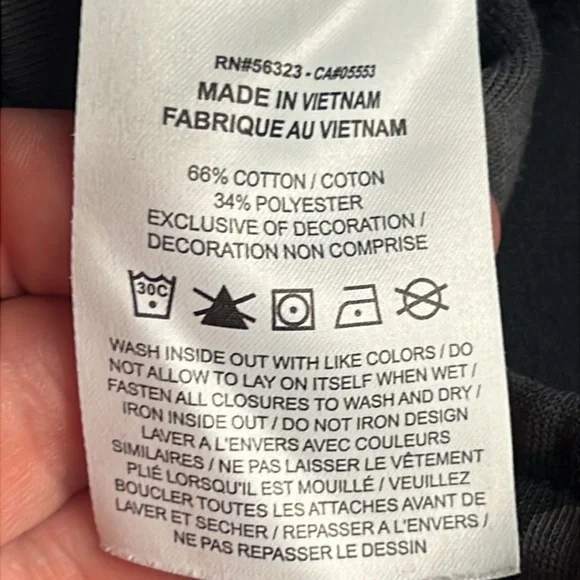 RN#56323 - CA#05553
MADE IN VIETNAM
FABRIQUE AU VIETNAM
66% COTTON / COTON
34% POLYESTER
EXCLUSIVE OF DECORATION /
DECORATION NON COMPRISE
30C
WASH INSIDE OUT WITH LIKE COLORS / DO
NOT ALLOW TO LAY ON ITSELF WHEN WET /
FASTEN ALL CLOSURES TO WASH AND DRY /
IRON INSIDE OUT / DO NOT IRON DESIGN
LAVER A L'ENVERS AVEC COULEURS
SIMILAIRES / NE PAS LAISSER LE VÊTEMENT
PLIÉ LORSQU'IL EST MOUILLÉ / VEUILLEZ
BOUCLER TOUTES LES ATTACHES AVANT DE
LAVER ET SECHER / REPASSER A L'ENVERS /
NE PAS REPASSER LE DESSIN